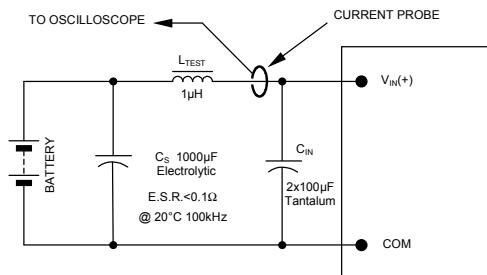 TO OSCILLOSCOPE
CURRENT PROBE
LTEST
1µH
VIN(+)
BATTERY
CS 1000µF
Electrolytic
E.S.R.<0.1Ω
@ 20°C 100kHz
CIN
2x100µF
Tantalum
COM